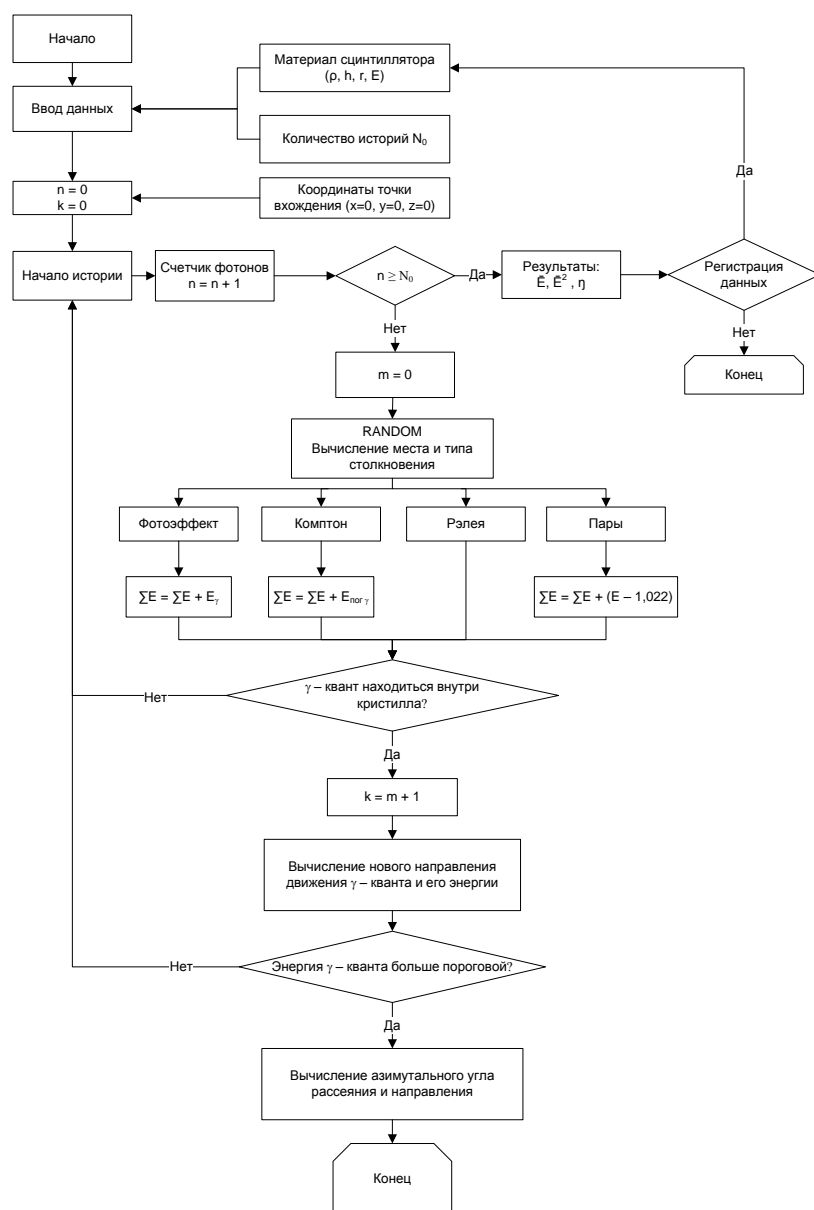 Начало
Материал сцинтиллятора
(ρ, h, r, E)
Ввод данных
Количество историй N₀
Да
n = 0
k = 0
Координаты точки
вхождения (x=0, y=0, z=0)
Начало истории
Счетчик фотонов
n = n + 1
n ≥ N₀
Да
Результаты:
Ē, Ē², η
Регистрация
данных
Нет
Нет
Конец
m = 0
RANDOM
Вычисление места и типа
столкновения
Фотоэффект
Комптон
Рэлея
Пары
∑E = ∑E + Eᵧ
∑E = ∑E + Eпог γ
∑E = ∑E + (E – 1,022)
γ – квант находиться внутри
кристилла?
Нет
Да
k = m + 1
Вычисление нового направления
движения γ – кванта и его энергии
Энергия γ – кванта больше пороговой?
Нет
Да
Вычисление азимутального угла
рассеяния и направления
Конец